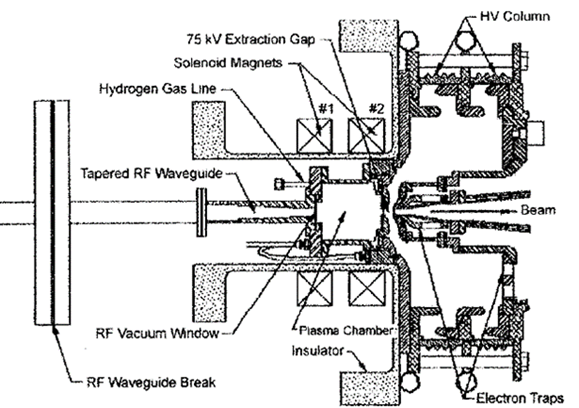 HV Column
75 kV Extraction Gap
Solenoid Magnets
Hydrogen Gas Line
#1
#2
Tapered RF Waveguide
Beam
RF Vacuum Window
Plasma Chamber
Insulator
RF Waveguide Break
Electron Traps